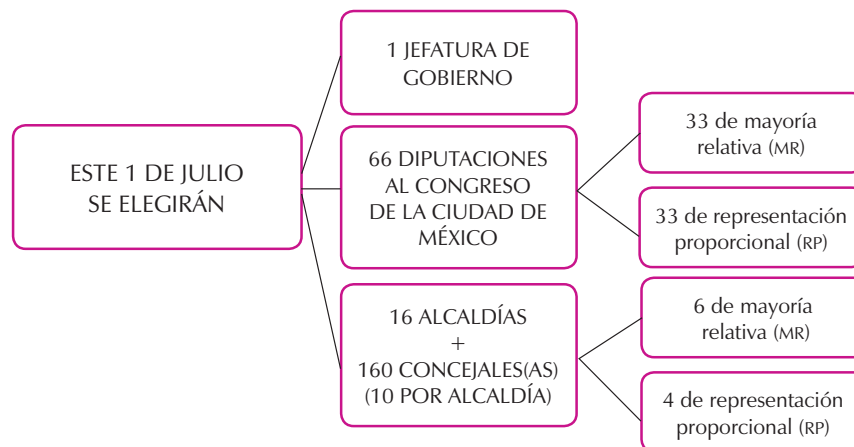 ESTE 1 DE JULIO
SE ELEGIRÁN
1 JEFATURA DE
GOBIERNO
66 DIPUTACIONES
AL CONGRESO
DE LA CIUDAD DE
MÉXICO
33 de mayoría
relativa (MR)
33 de representación
proporcional (RP)
16 ALCALDÍAS
+
160 CONCEJALES(AS)
(10 POR ALCALDÍA)
6 de mayoría
relativa (MR)
4 de representación
proporcional (RP)